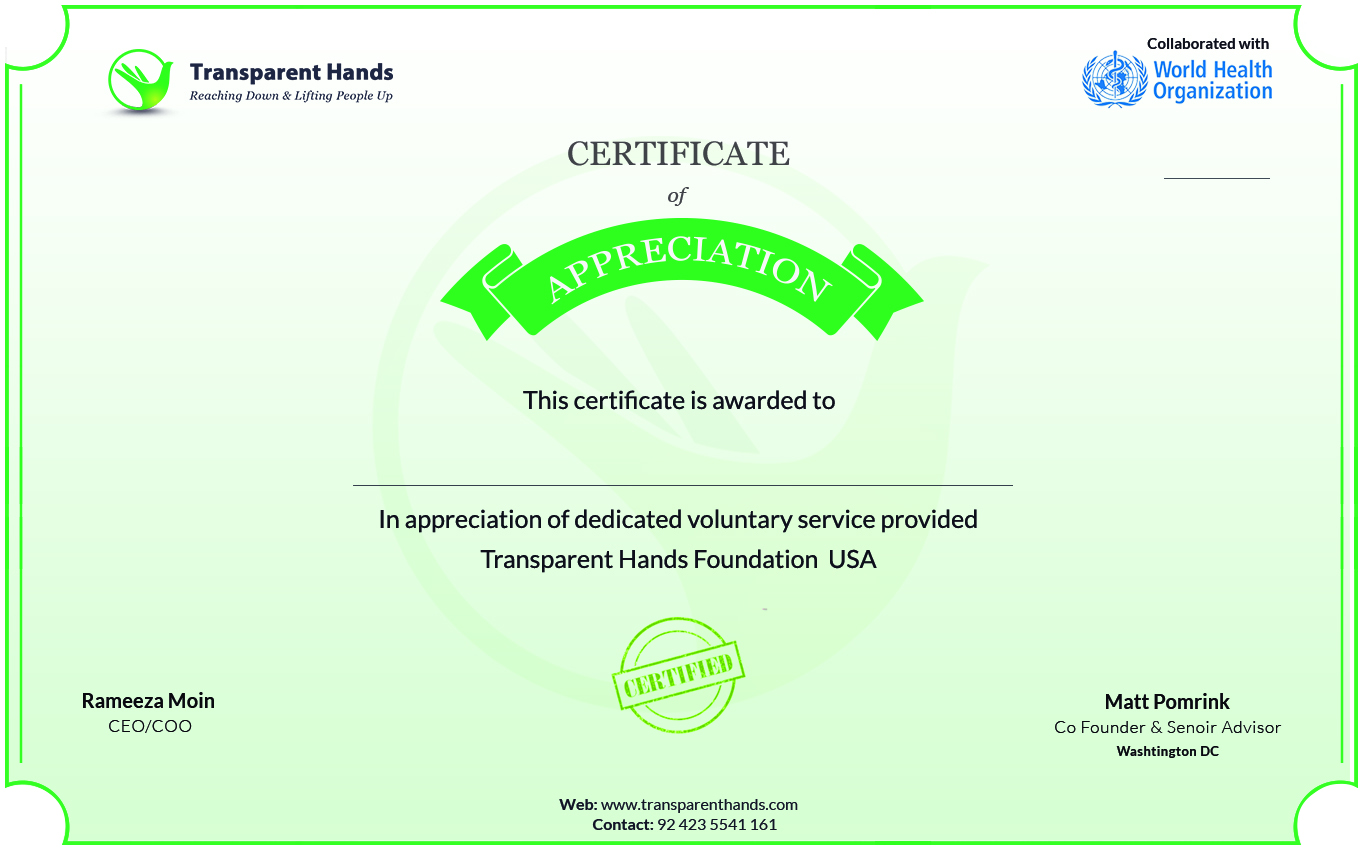 Collaborated with
Transparent Hands
Reaching Down & Lifting People Up
World Health
Organization
CERTIFICATE
of
APPRECIATION
This certificate is awarded to
In appreciation of dedicated voluntary service provided
Transparent Hands Foundation USA
CERTIFIED
Rameeza Moin
CEO/COO
Matt Pomrink
Co Founder & Senoir Advisor
Washtington DC
Web: www.transparenthands.com
Contact: 92 423 5541 161